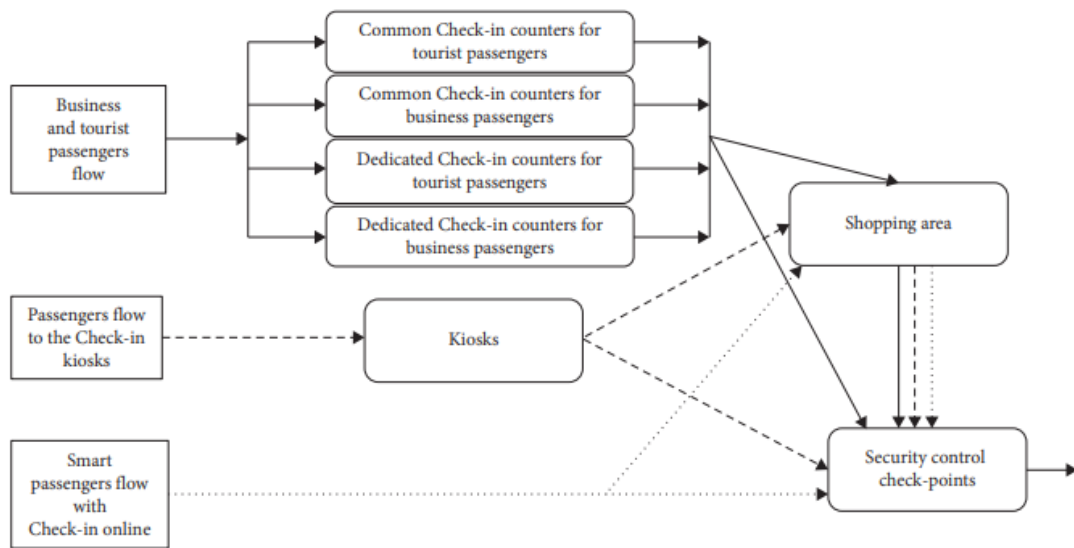 Business
and tourist
passengers
flow
Common Check-in counters for
tourist passengers
Common Check-in counters for
business passengers
Dedicated Check-in counters for
tourist passengers
Dedicated Check-in counters for
business passengers
Shopping area
Passengers flow
to the Check-in
kiosks
Kiosks
Smart
passengers flow
with
Check-in online
Security control
check-points